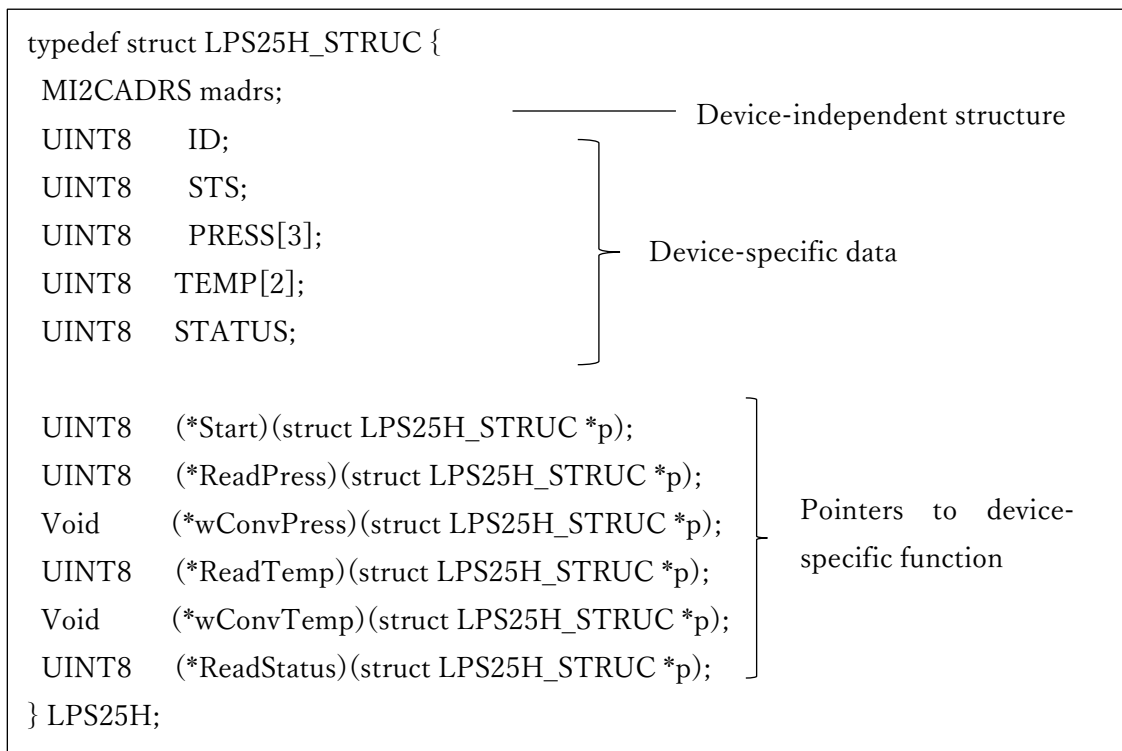 typedef struct LPS25H_STRUC {
MI2CADRS madrs;
Device-independent structure
UINT8 ID;
UINT8 STS;
UINT8 PRESS[3];
Device-specific data
UINT8 TEMP[2];
UINT8 STATUS;
UINT8 (*Start)(struct LPS25H_STRUC *p);
UINT8 (*ReadPress)(struct LPS25H_STRUC *p);
Void (*wConvPress)(struct LPS25H_STRUC *p);
Pointers to device-
specific function
UINT8 (*ReadTemp)(struct LPS25H_STRUC *p);
Void (*wConvTemp)(struct LPS25H_STRUC *p);
UINT8 (*ReadStatus)(struct LPS25H_STRUC *p);
} LPS25H;